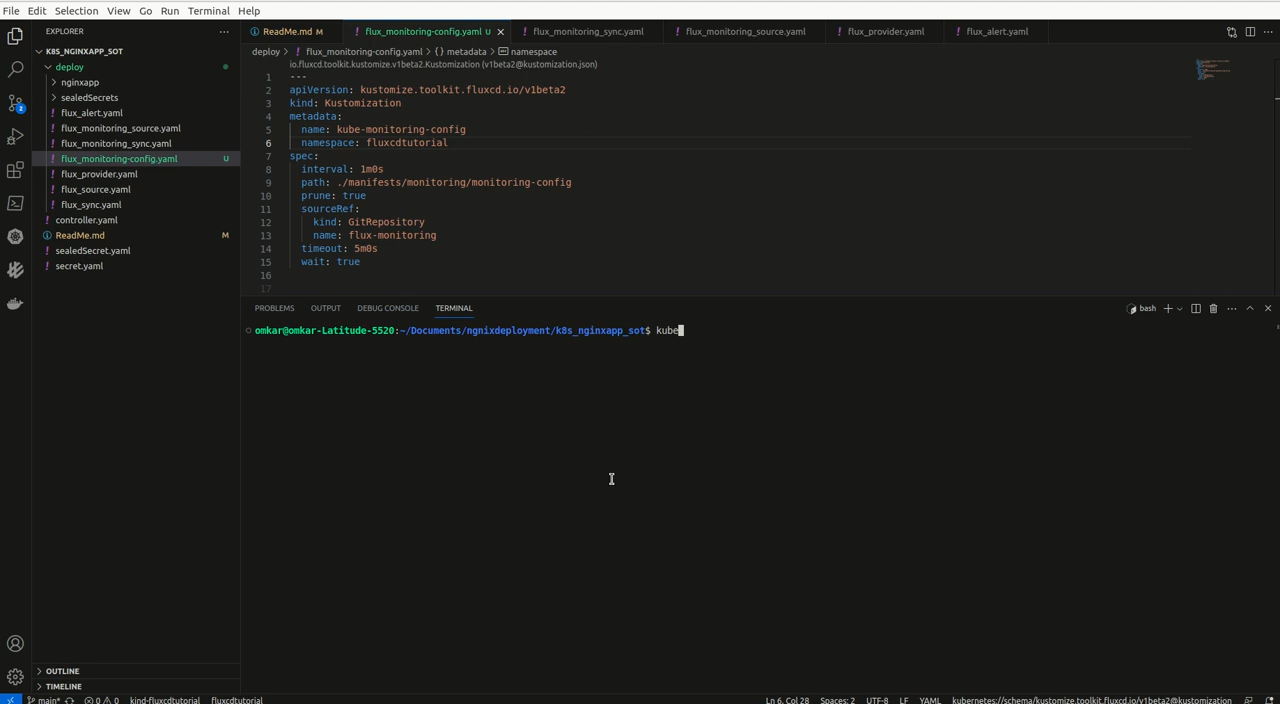 File Edit Selection View Go Run Terminal Help
EXPLORER ...
ReadMe.md M flux_monitoring-config.yaml U flux_monitoring_sync.yaml flux_monitoring_source.yaml flux_provider.yaml flux_alert.yaml
K8S_NGINXAPP_SOT
deploy
nginxapp
sealedSecrets
flux_alert.yaml
flux_monitoring_source.yaml
flux_monitoring_sync.yaml
flux_monitoring-config.yaml U
flux_provider.yaml
flux_source.yaml
flux_sync.yaml
controller.yaml
ReadMe.md M
sealedSecret.yaml
secret.yaml
2
OUTLINE
TIMELINE
deploy > flux_monitoring-config.yaml > {} metadata > namespace
io.fluxcd.toolkit.kustomize.v1beta2.Kustomization (v1beta2@kustomization.json)
1 ---
2 apiVersion: kustomize.toolkit.fluxcd.io/v1beta2
3 kind: Kustomization
4 metadata:
5 name: kube-monitoring-config
6 namespace: fluxcdtutorial
7 spec:
8 interval: 1m0s
9 path: ./manifests/monitoring/monitoring-config
10 prune: true
11 sourceRef:
12 kind: GitRepository
13 name: flux-monitoring
14 timeout: 5m0s
15 wait: true
16
17
PROBLEMS OUTPUT DEBUG CONSOLE TERMINAL bash
omkar@omkar-Latitude-5520:~/Documents/ngnixdeployment/k8s_nginxapp_sot$ kube
main* 0 0 kind-fluxcdtutorial fluxcdtutorial Ln 6, Col 28 Spaces: 2 UTF-8 LF YAML kubernetes://schema/kustomize.toolkit.fluxcd.io/v1beta2@kustomization